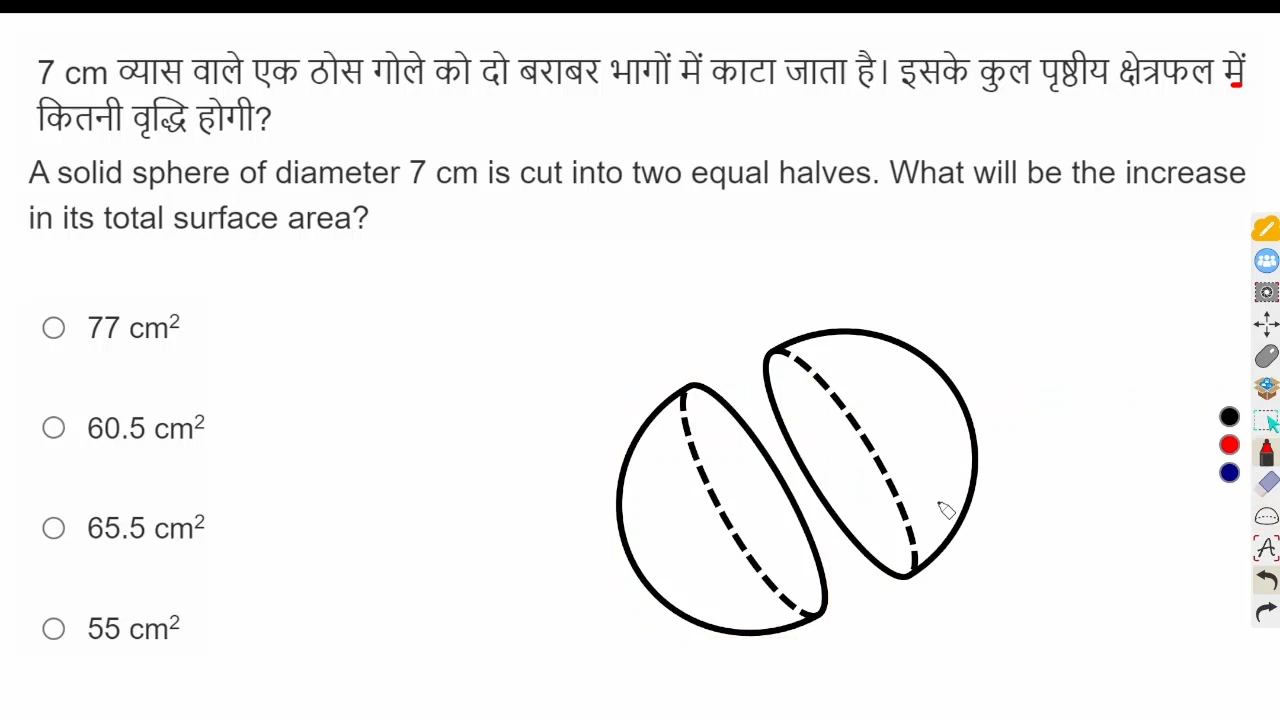 7 cm व्यास वाले एक ठोस गोले को दो बराबर भागों में काटा जाता है। इसके कुल पृष्ठीय क्षेत्रफल में
कितनी वृद्धि होगी?
A solid sphere of diameter 7 cm is cut into two equal halves. What will be the increase
in its total surface area?
77 cm²
60.5 cm²
65.5 cm²
55 cm²